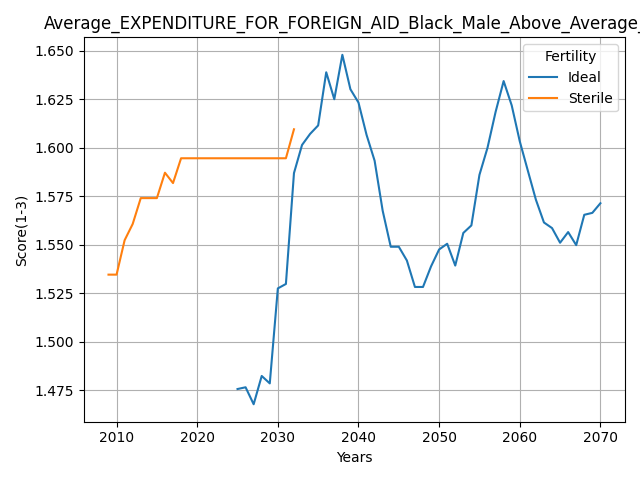 Average_EXPENDITURE_FOR_FOREIGN_AID_Black_Male_Above_Average_
Fertility
Ideal
Sterile
1.650
1.625
1.600
1.575
1.550
1.525
1.500
1.475
Score(1-3)
2010 2020 2030 2040 2050 2060 2070
Years